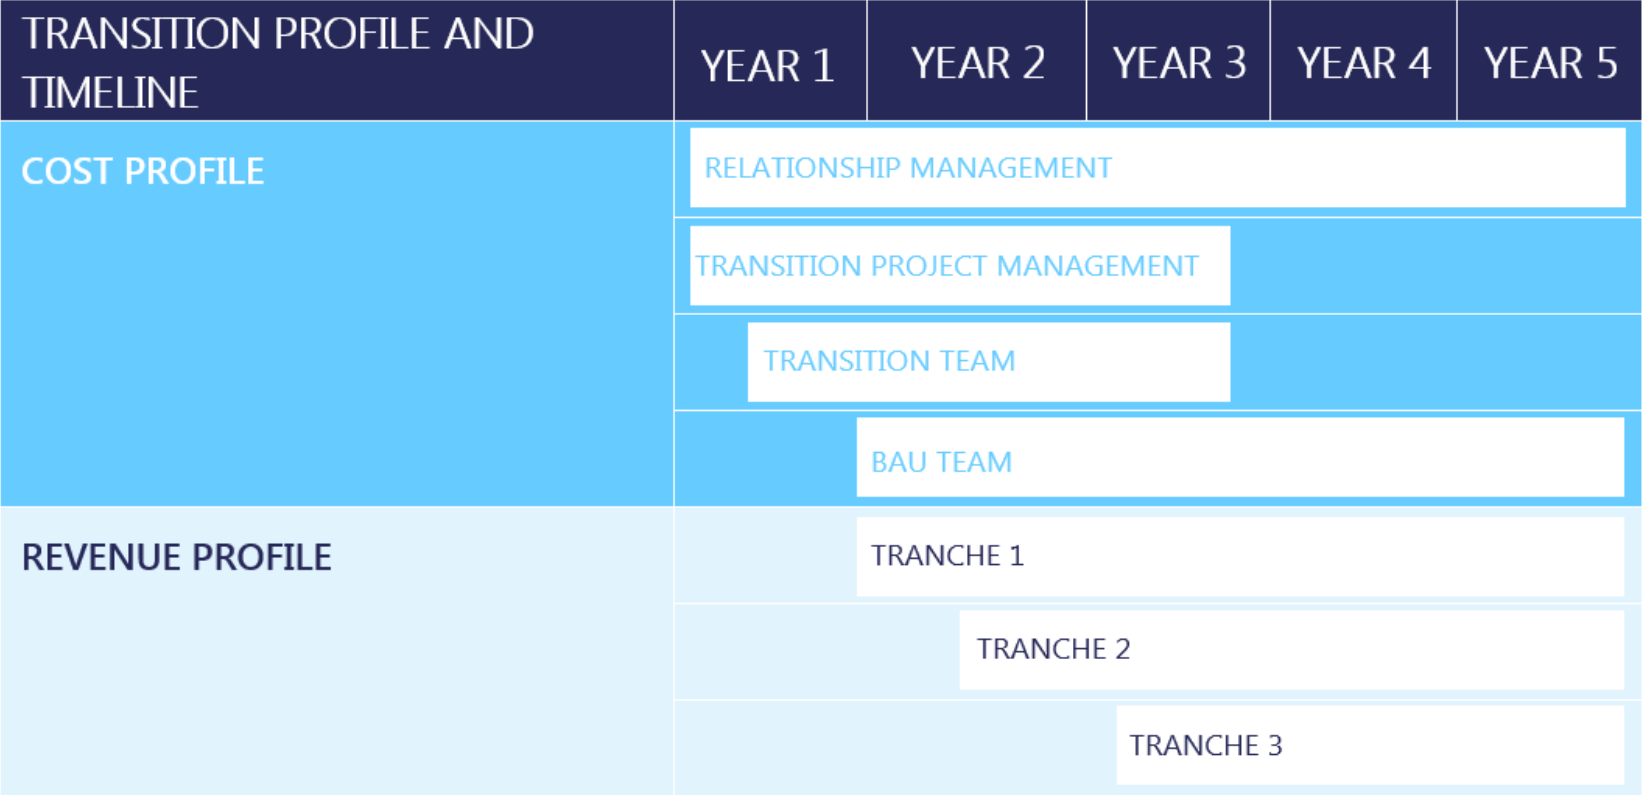 TRANSITION PROFILE AND
TIMELINE
YEAR 1
YEAR 2
YEAR 3
YEAR 4
YEAR 5
COST PROFILE
RELATIONSHIP MANAGEMENT
TRANSITION PROJECT MANAGEMENT
TRANSITION TEAM
BAU TEAM
REVENUE PROFILE
TRANCHE 1
TRANCHE 2
TRANCHE 3